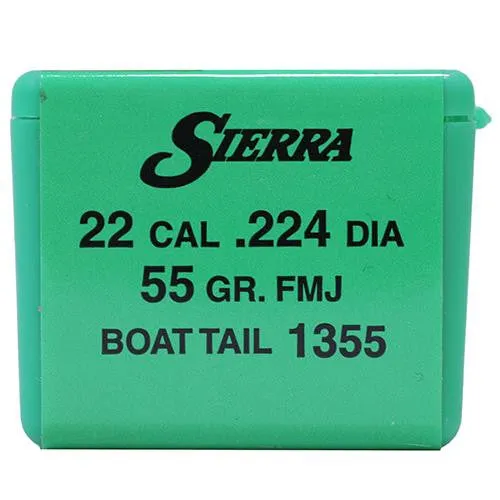 SIERRA
22 CAL .224 DIA
55 GR. FMJ
BOAT TAIL 1355